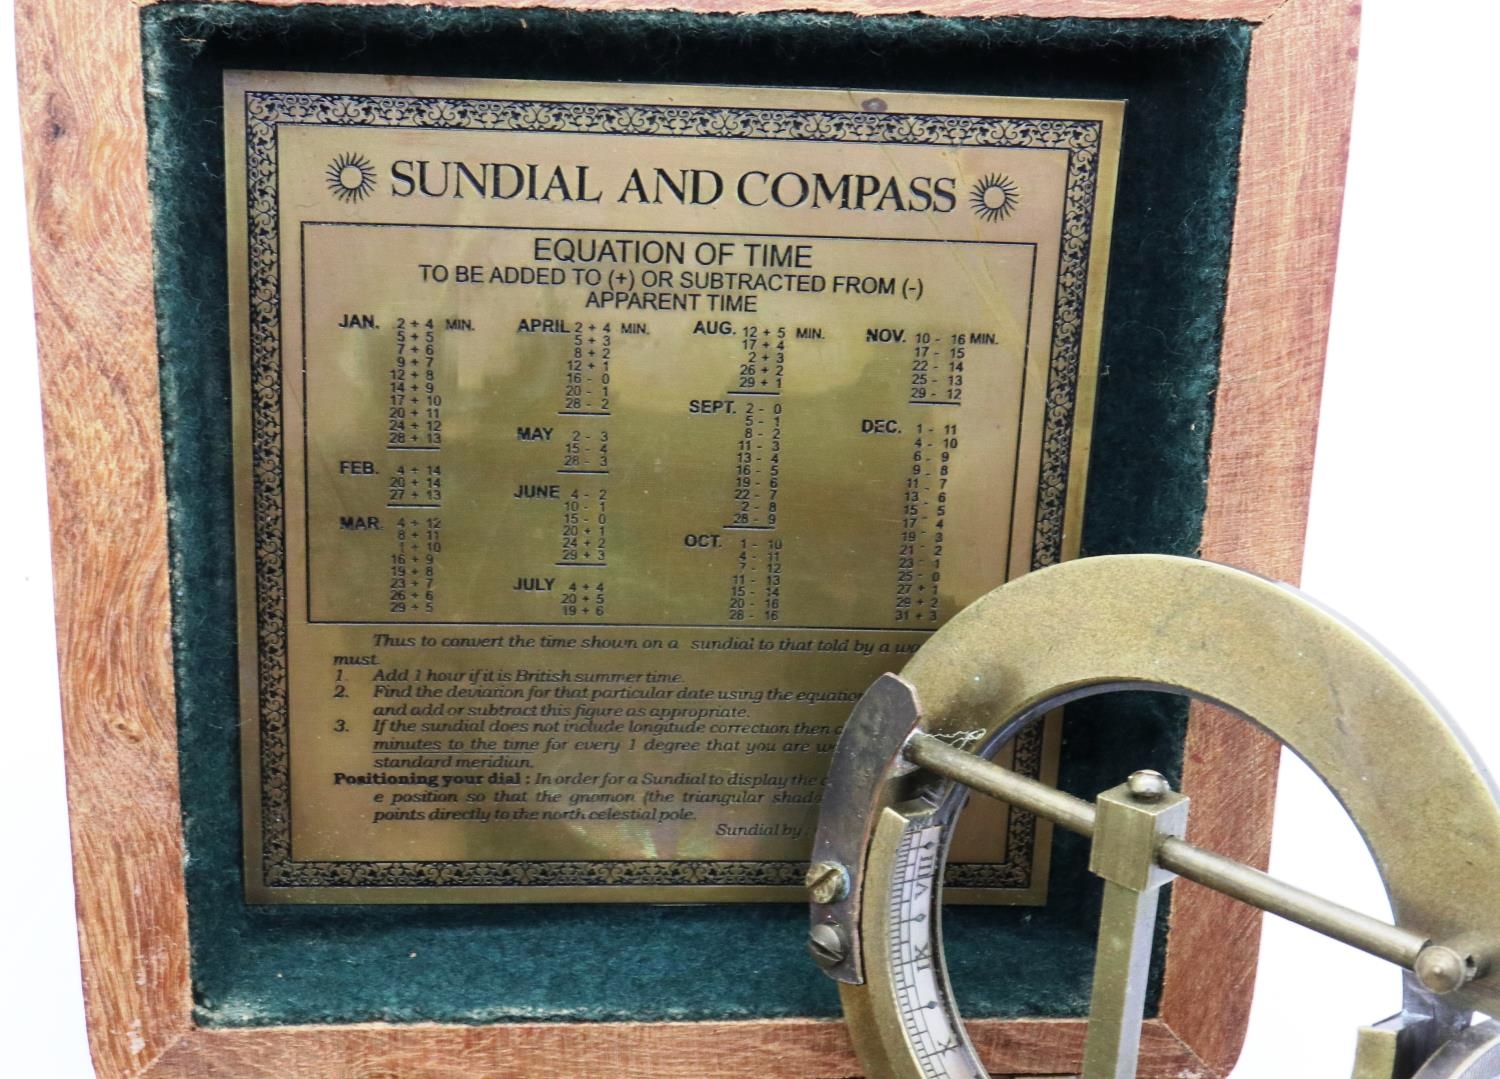 SUNDIAL AND COMPASS
EQUATION OF TIME
TO BE ADDED TO (+) OR SUBTRACTED FROM (-)
APPARENT TIME
JAN. 2 + 4 MIN.
5 + 5
7 + 6
9 + 7
12 + 8
14 + 9
17 + 10
20 + 11
24 + 12
28 + 13
FEB. 4 + 14
20 + 14
27 + 13
MAR. 4 + 12
8 + 11
1 + 10
16 + 9
19 + 8
23 + 7
26 + 6
29 + 5
APRIL 2 + 4 MIN.
5 + 3
8 + 2
12 + 1
16 - 0
20 - 1
28 - 2
MAY 2 - 3
15 - 4
28 - 3
JUNE 4 - 2
10 - 1
15 - 0
20 + 1
24 + 2
29 + 3
JULY 4 + 4
20 + 5
19 + 6
AUG. 12 + 5 MIN.
17 + 4
2 + 3
26 + 2
29 + 1
SEPT. 2 - 0
5 - 1
8 - 2
11 - 3
13 - 4
16 - 5
19 - 6
22 - 7
2 - 8
28 - 9
OCT. 1 - 10
4 - 11
7 - 12
11 - 13
15 - 14
20 - 16
28 - 16
NOV. 10 - 16 MIN.
17 - 15
22 - 14
25 - 13
29 - 12
DEC. 1 - 11
4 - 10
6 - 9
9 - 8
11 - 7
13 - 6
15 - 5
17 - 4
19 - 3
21 - 2
23 - 1
25 - 0
27 + 1
29 + 2
31 + 3
Thus to convert the time shown on a sundial to that told by a
must
1. Add 1 hour if it is British summer time.
2. Find the deviation for that particular date using the
and add or subtract this figure as appropriate.
3. If the sundial does not include longitude correction then
minutes to the time for every 1 degree that you are
standard meridian.
Positioning your dial : In order for a Sundial to display the
e position so that the gnomon (the triangular
points directly to the north celestial pole.
Sundial by :
VIII
IX
X